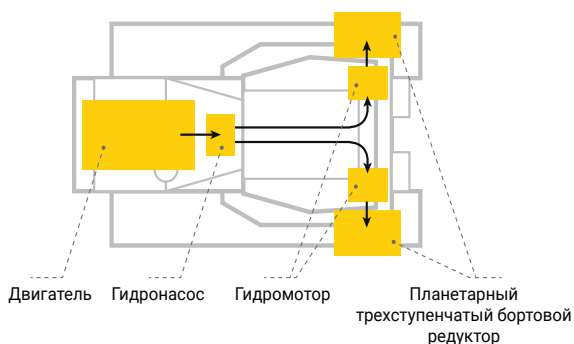 Двигатель
Гидронасос
Гидромотор
Планетарный
трехступенчатый бортовой
редуктор